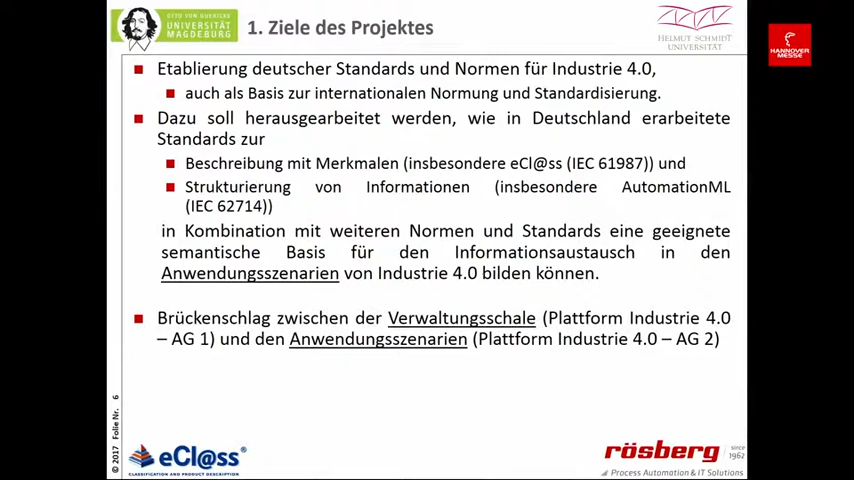 OTTO VON GUERICKE
UNIVERSITÄT
MAGDEBURG
1. Ziele des Projektes
HELMUT SCHMIDT
UNIVERSITÄT
HANNOVER
MESSE
Etablierung deutscher Standards und Normen für Industrie 4.0,
auch als Basis zur internationalen Normung und Standardisierung.
Dazu soll herausgearbeitet werden, wie in Deutschland erarbeitete
Standards zur
Beschreibung mit Merkmalen (insbesondere eCl@ss (IEC 61987)) und
Strukturierung von Informationen (insbesondere AutomationML
(IEC 62714))
in Kombination mit weiteren Normen und Standards eine geeignete
semantische Basis für den Informationsaustausch in den
Anwendungsszenarien von Industrie 4.0 bilden können.
Brückenschlag zwischen der Verwaltungsschale (Plattform Industrie 4.0
– AG 1) und den Anwendungsszenarien (Plattform Industrie 4.0 – AG 2)
© 2017 Folie Nr. 6
eCl@ss®
CLASSIFICATION AND PRODUCT DESCRIPTION
rösberg since
1962
Process Automation & IT Solutions